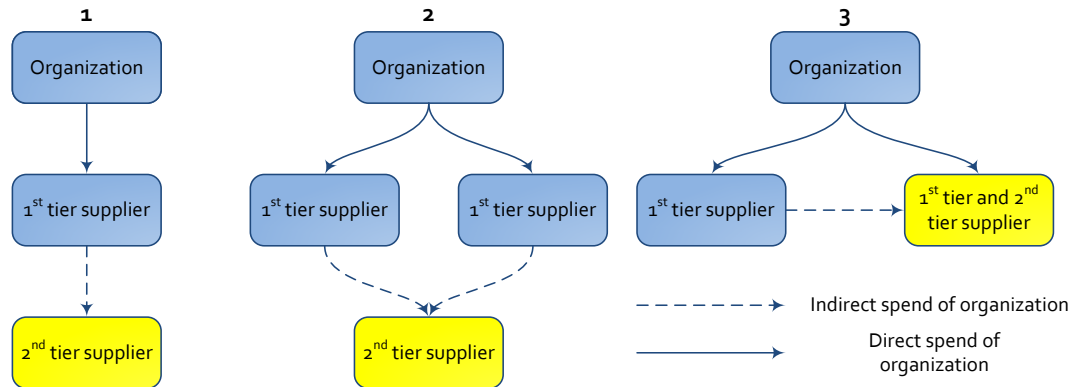 1
Organization
1st tier supplier
2nd tier supplier
2
Organization
1st tier supplier
1st tier supplier
2nd tier supplier
3
Organization
1st tier supplier
1st tier and 2nd
tier supplier
Indirect spend of organization
Direct spend of
organization